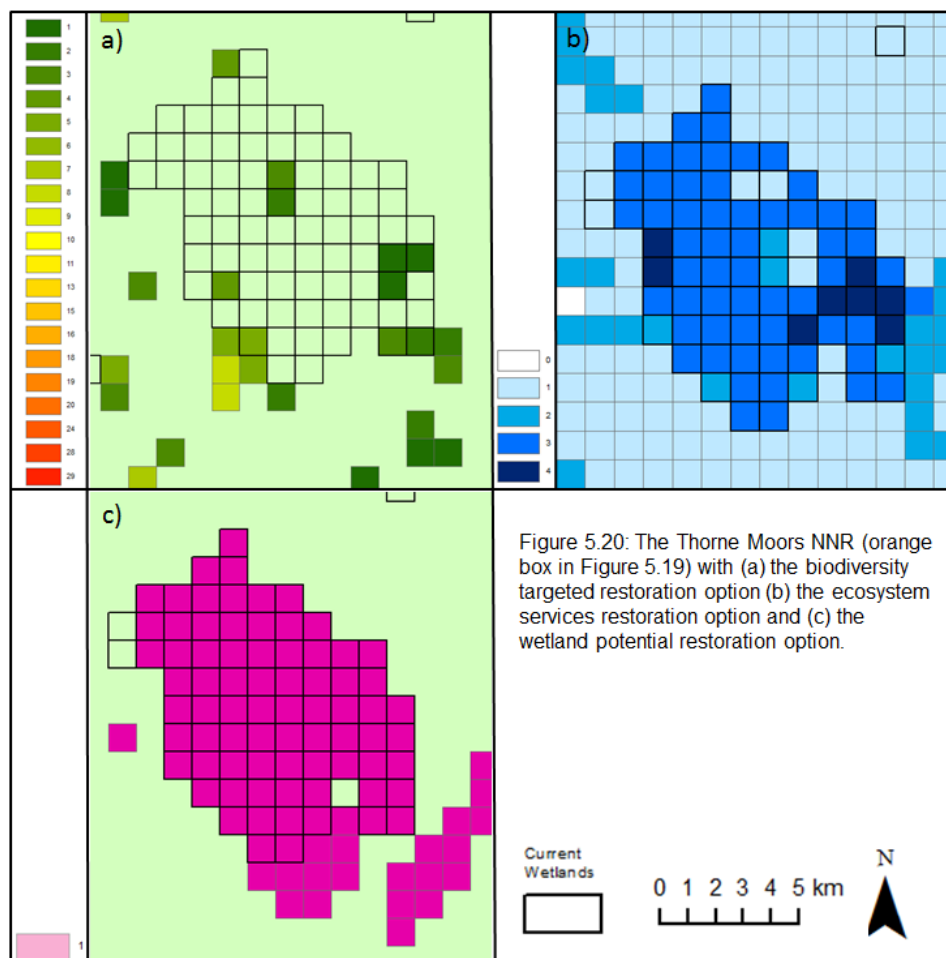 a)
1
2
3
4
5
6
7
8
9
10
11
13
15
16
18
19
20
24
28
29
b)
0
1
2
3
4
c)
1
Figure 5.20: The Thorne Moors NNR (orange
box in Figure 5.19) with (a) the biodiversity
targeted restoration option (b) the ecosystem
services restoration option and (c) the
wetland potential restoration option.
Current
Wetlands
0 1 2 3 4 5 km
N